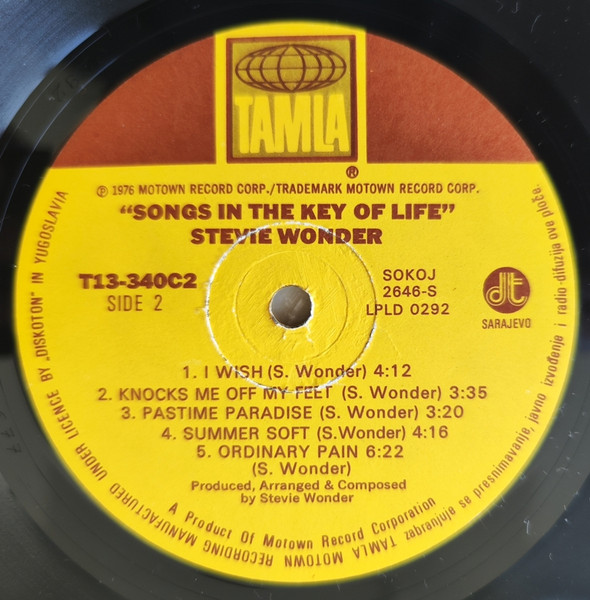 TAMLA
®
℗ 1976 MOTOWN RECORD CORP./TRADEMARK MOTOWN RECORD CORP.
"SONGS IN THE KEY OF LIFE"
STEVIE WONDER
T13-340C2
SIDE 2
SOKOJ
2646-S
LPLD 0292
dt
SARAJEVO
1. I WISH (S. Wonder) 4:12
2. KNOCKS ME OFF MY FEET (S. Wonder) 3:35
3. PASTIME PARADISE (S. Wonder) 3:20
4. SUMMER SOFT (S.Wonder) 4:16
5. ORDINARY PAIN 6:22
(S. Wonder)
Produced, Arranged & Composed
by Stevie Wonder
A Product Of Motown Record Corporation
TAMLA MOTOWN RECORDING MANUFACTURED UNDER LICENCE BY „DISKOTON" IN YUGOSLAVIA
zabranjuje se presnimavanje, javno izvođenje i radio-difuzija ove ploče.